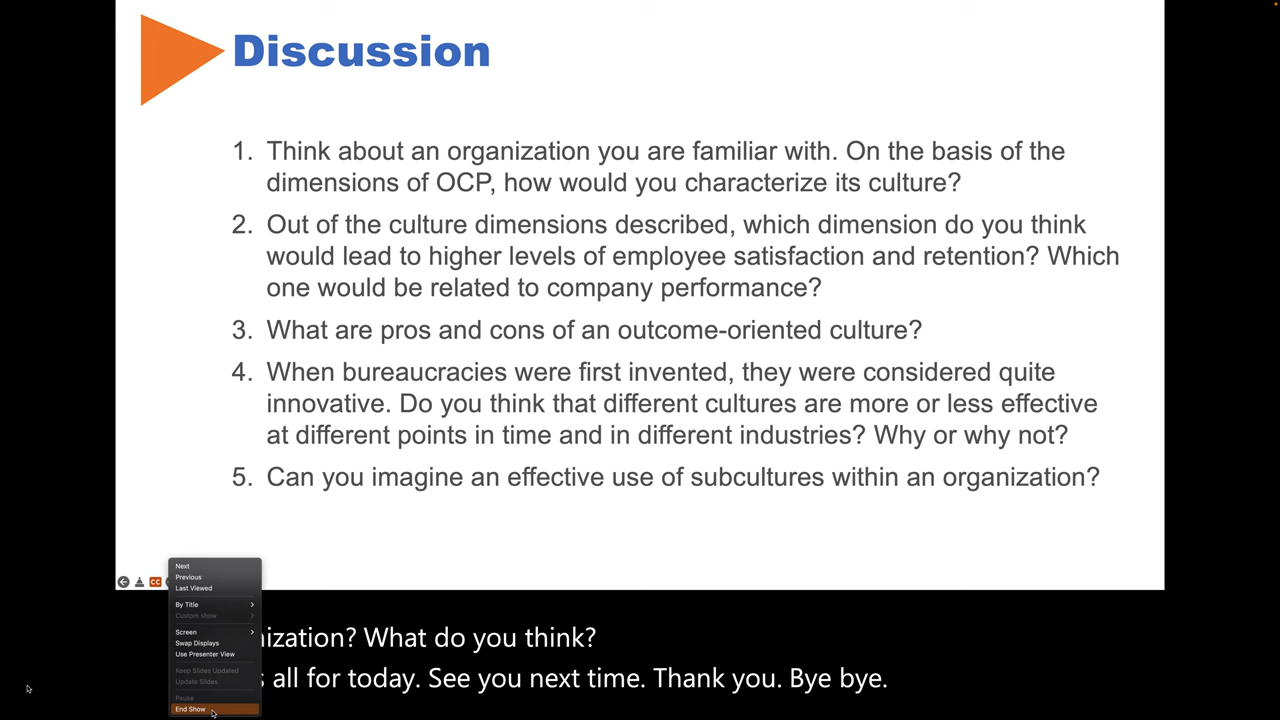 Discussion
1. Think about an organization you are familiar with. On the basis of the
dimensions of OCP, how would you characterize its culture?
2. Out of the culture dimensions described, which dimension do you think
would lead to higher levels of employee satisfaction and retention? Which
one would be related to company performance?
3. What are pros and cons of an outcome-oriented culture?
4. When bureaucracies were first invented, they were considered quite
innovative. Do you think that different cultures are more or less effective
at different points in time and in different industries? Why or why not?
5. Can you imagine an effective use of subcultures within an organization?
CC
Next
Previous
Last Viewed
By Title
Custom show
Screen
Swap Displays
Use Presenter View
Keep Slides Updated
Update Slides
Pause
End Show
ization? What do you think?
all for today. See you next time. Thank you. Bye bye.